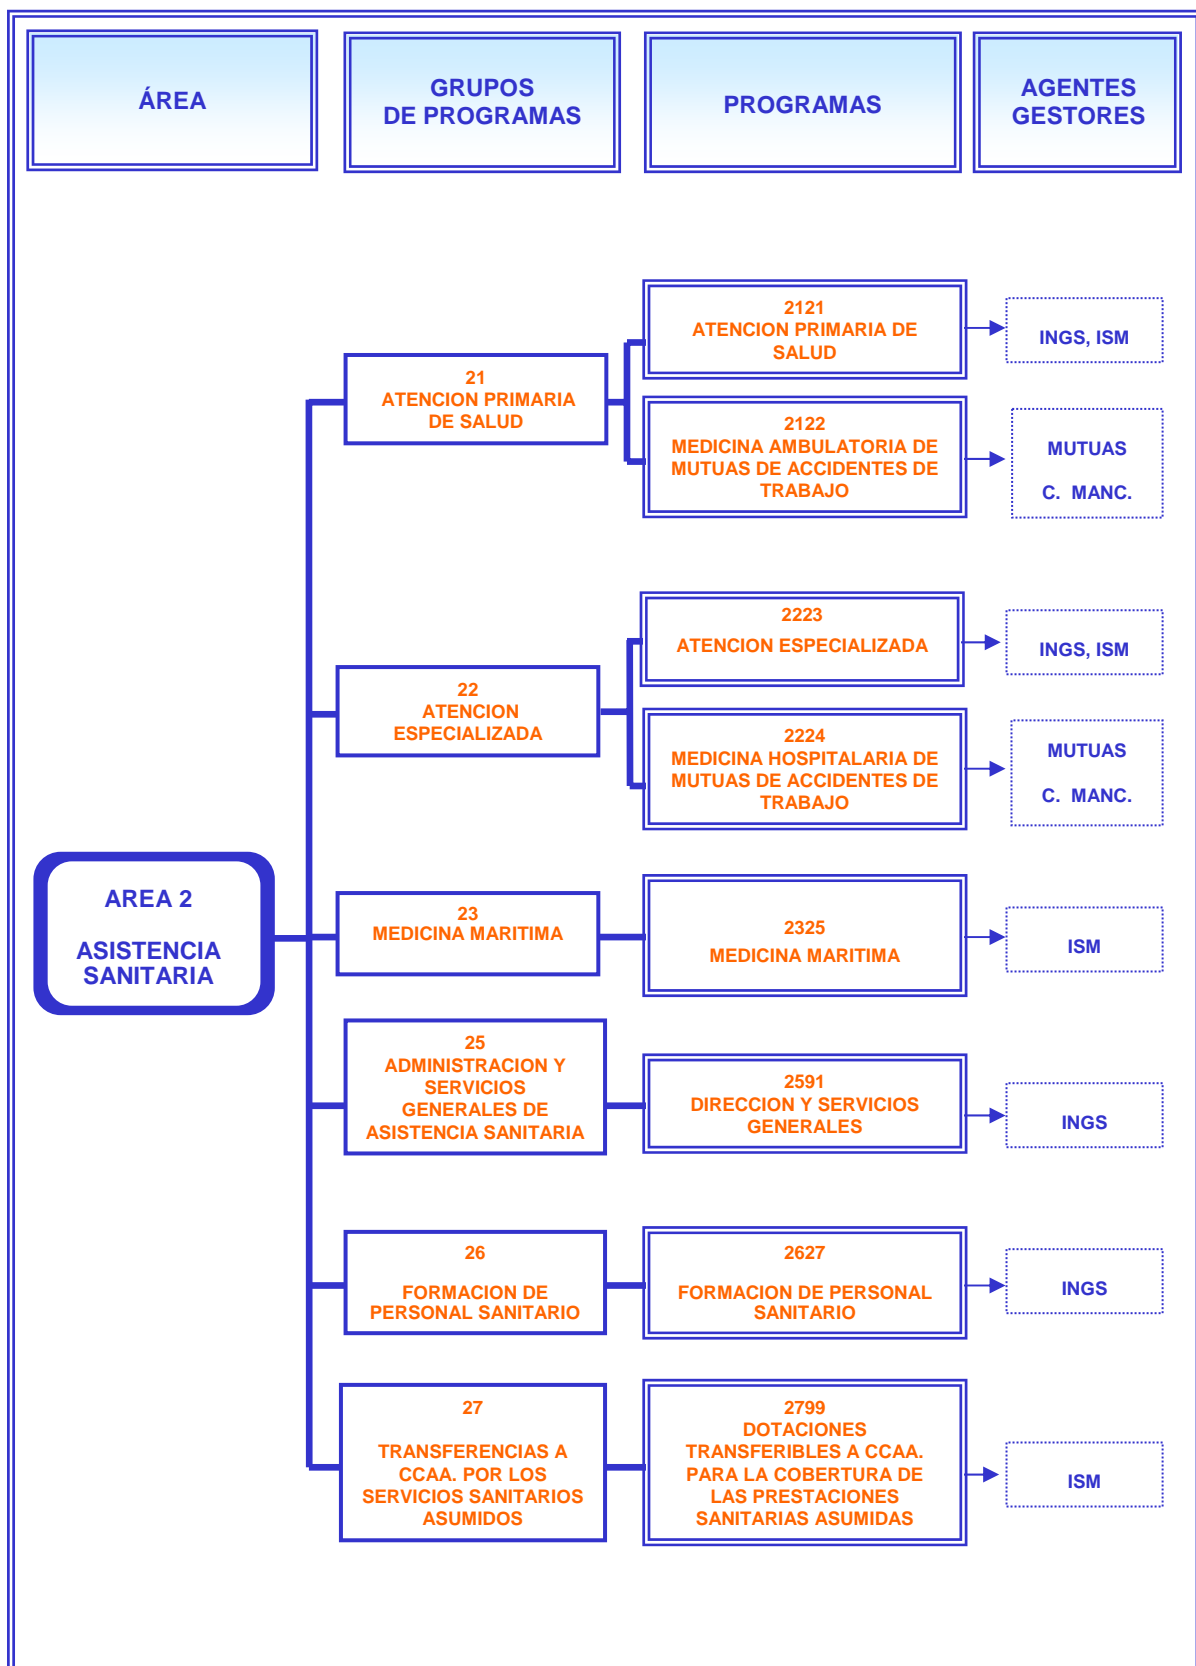 ÁREA
GRUPOS
DE PROGRAMAS
PROGRAMAS
AGENTES
GESTORES
AREA 2
ASISTENCIA
SANITARIA
21
ATENCION PRIMARIA
DE SALUD
2121
ATENCION PRIMARIA DE
SALUD
INGS, ISM
2122
MEDICINA AMBULATORIA DE
MUTUAS DE ACCIDENTES DE
TRABAJO
MUTUAS
C. MANC.
22
ATENCION
ESPECIALIZADA
2223
ATENCION ESPECIALIZADA
INGS, ISM
2224
MEDICINA HOSPITALARIA DE
MUTUAS DE ACCIDENTES DE
TRABAJO
MUTUAS
C. MANC.
23
MEDICINA MARITIMA
2325
MEDICINA MARITIMA
ISM
25
ADMINISTRACION Y
SERVICIOS
GENERALES DE
ASISTENCIA SANITARIA
2591
DIRECCION Y SERVICIOS
GENERALES
INGS
26
FORMACION DE
PERSONAL SANITARIO
2627
FORMACION DE PERSONAL
SANITARIO
INGS
27
TRANSFERENCIAS A
CCAA. POR LOS
SERVICIOS SANITARIOS
ASUMIDOS
2799
DOTACIONES
TRANSFERIBLES A CCAA.
PARA LA COBERTURA DE
LAS PRESTACIONES
SANITARIAS ASUMIDAS
ISM